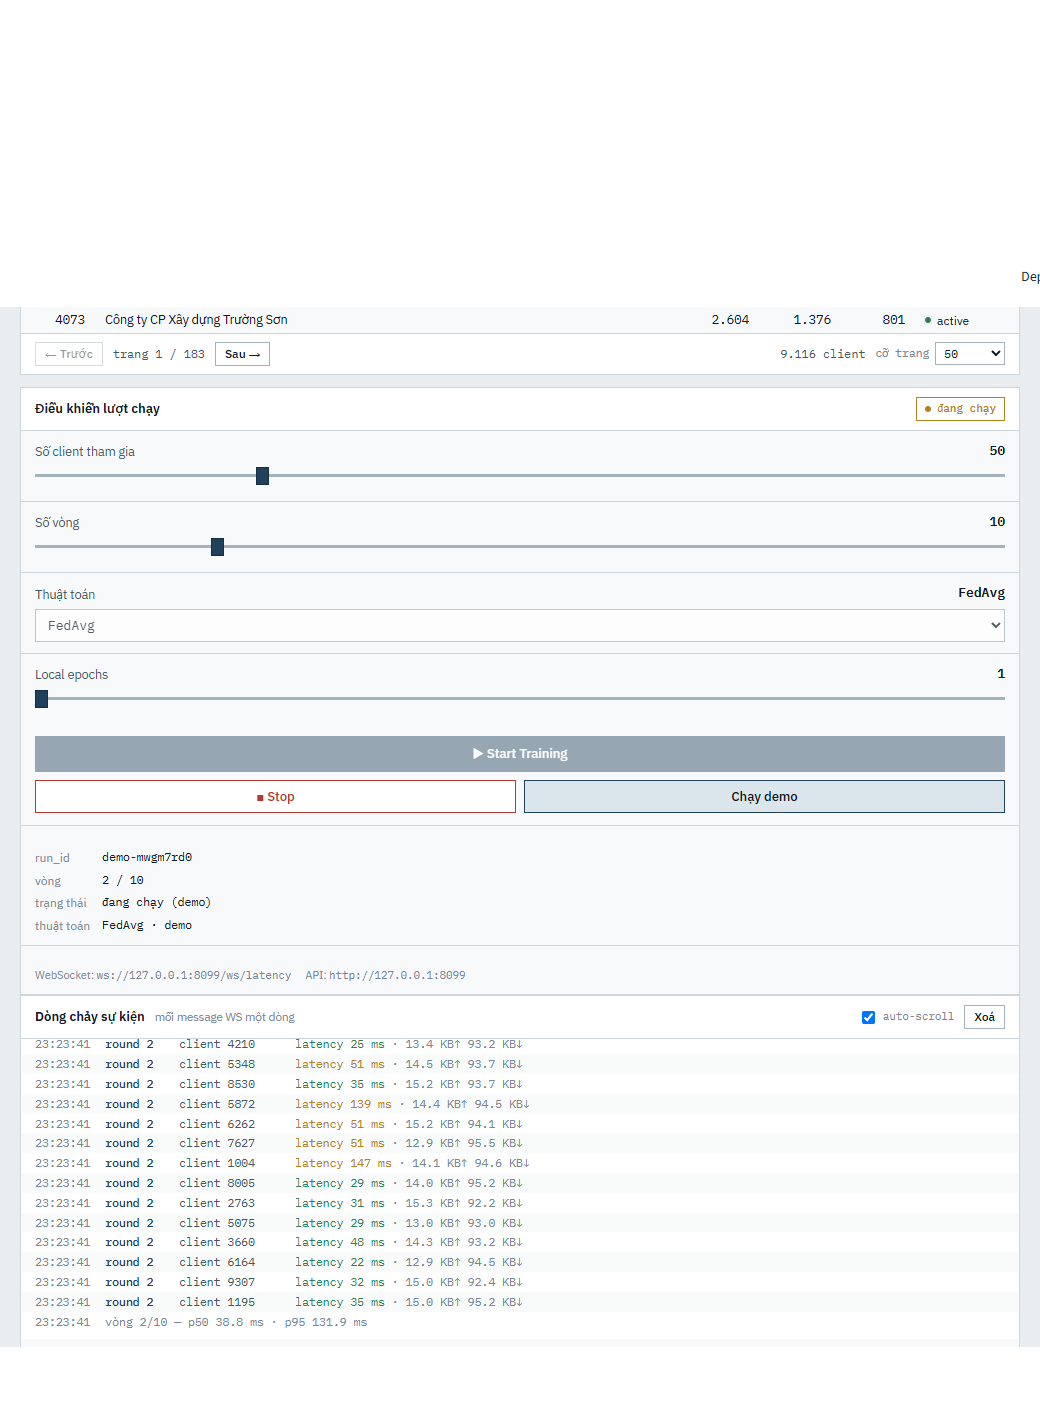 Dep
4073 Công ty CP Xây dựng Trường Sơn 2.604 1.376 801 ● active
← Trước trang 1 / 183 Sau → 9.116 client cỡ trang 50
Điều khiển lượt chạy ● đang chạy
Số client tham gia 50
Số vòng 10
Thuật toán FedAvg
FedAvg
Local epochs 1
▶ Start Training
■ Stop Chạy demo
run_id demo-mwgm7rd0
vòng 2 / 10
trạng thái đang chạy (demo)
thuật toán FedAvg · demo
WebSocket: ws://127.0.0.1:8099/ws/latency API: http://127.0.0.1:8099
Dòng chảy sự kiện mỗi message WS một dòng auto-scroll Xoá
23:23:41 round 2 client 4210 latency 25 ms · 13.4 KB↑ 93.2 KB↓
23:23:41 round 2 client 5348 latency 51 ms · 14.5 KB↑ 93.7 KB↓
23:23:41 round 2 client 8530 latency 35 ms · 15.2 KB↑ 93.7 KB↓
23:23:41 round 2 client 5872 latency 139 ms · 14.4 KB↑ 94.5 KB↓
23:23:41 round 2 client 6262 latency 51 ms · 15.2 KB↑ 94.1 KB↓
23:23:41 round 2 client 7627 latency 51 ms · 12.9 KB↑ 95.5 KB↓
23:23:41 round 2 client 1004 latency 147 ms · 14.1 KB↑ 94.6 KB↓
23:23:41 round 2 client 8005 latency 29 ms · 14.0 KB↑ 95.2 KB↓
23:23:41 round 2 client 2763 latency 31 ms · 15.3 KB↑ 92.2 KB↓
23:23:41 round 2 client 5075 latency 29 ms · 13.0 KB↑ 93.0 KB↓
23:23:41 round 2 client 3660 latency 48 ms · 14.3 KB↑ 93.2 KB↓
23:23:41 round 2 client 6164 latency 22 ms · 12.9 KB↑ 94.5 KB↓
23:23:41 round 2 client 9307 latency 32 ms · 15.0 KB↑ 92.4 KB↓
23:23:41 round 2 client 1195 latency 35 ms · 15.0 KB↑ 95.2 KB↓
23:23:41 vòng 2/10 — p50 38.8 ms · p95 131.9 ms